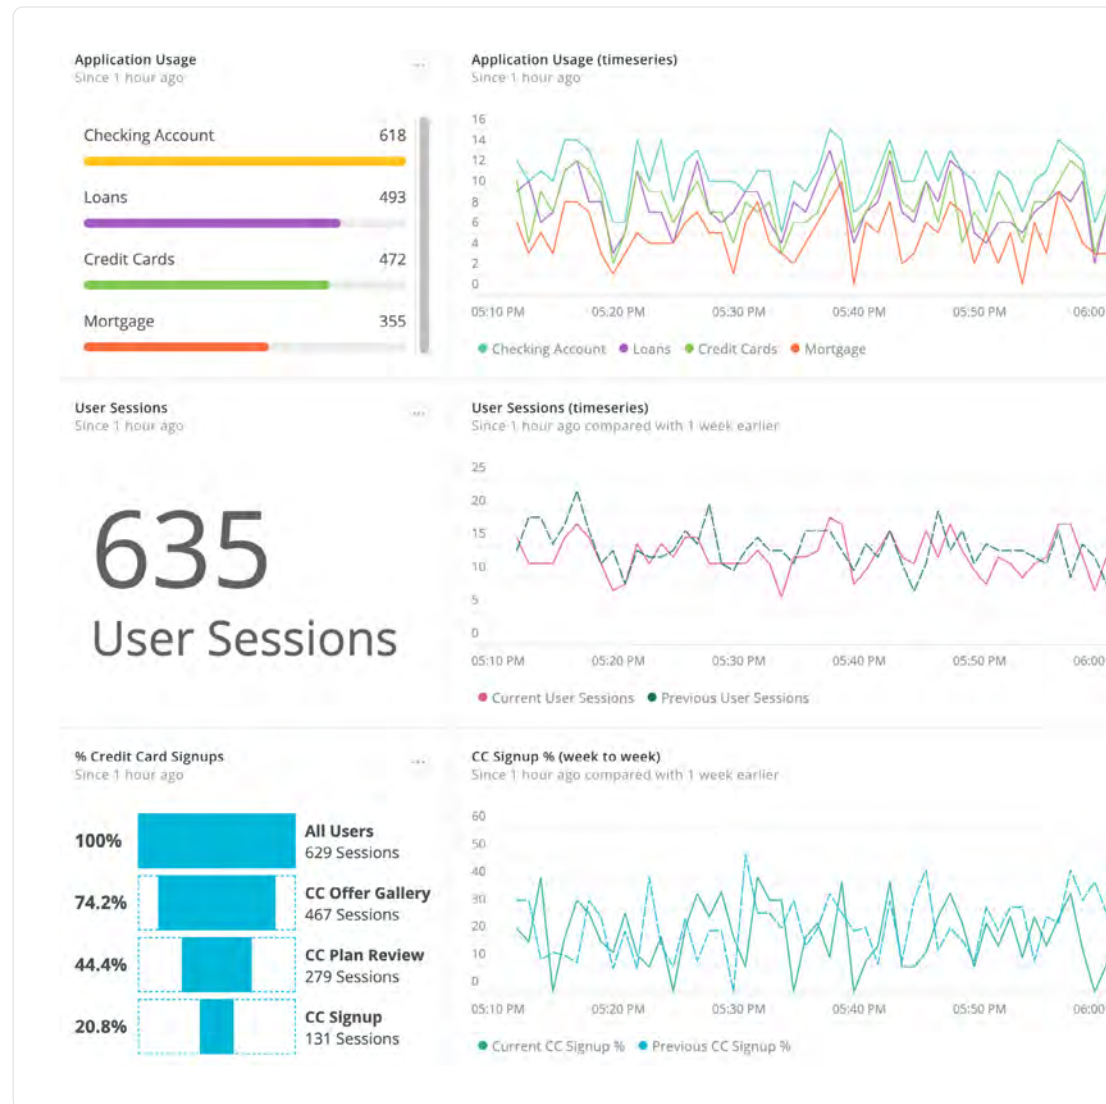 Application Usage
Since 1 hour ago
...
Checking Account 618
Loans 493
Credit Cards 472
Mortgage 355
Application Usage (timeseries)
Since 1 hour ago
16
14
12
10
8
6
4
2
0
05:10 PM 05:20 PM 05:30 PM 05:40 PM 05:50 PM 06:00
Checking Account Loans Credit Cards Mortgage
User Sessions
Since 1 hour ago
...
635
User Sessions
User Sessions (timeseries)
Since 1 hour ago compared with 1 week earlier
25
20
15
10
5
0
05:10 PM 05:20 PM 05:30 PM 05:40 PM 05:50 PM 06:00
Current User Sessions Previous User Sessions
% Credit Card Signups
Since 1 hour ago
...
100% All Users
629 Sessions
74.2% CC Offer Gallery
467 Sessions
44.4% CC Plan Review
279 Sessions
20.8% CC Signup
131 Sessions
CC Signup % (week to week)
Since 1 hour ago compared with 1 week earlier
60
50
40
30
20
10
0
05:10 PM 05:20 PM 05:30 PM 05:40 PM 05:50 PM 06:00
Current CC Signup % Previous CC Signup %